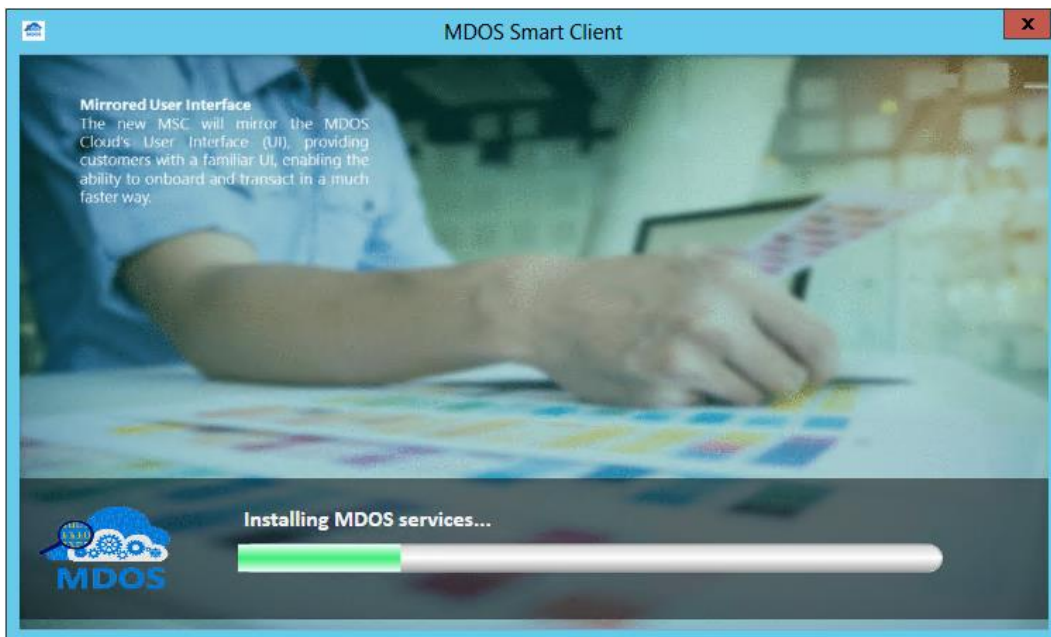 MDOS Smart Client
x
Mirrored User Interface
The new MSC will mirror the MDOS
Cloud's User Interface (UI), providing
customers with a familiar UI, enabling the
ability to onboard and transact in a much
faster way.
Installing MDOS services...
MDOS